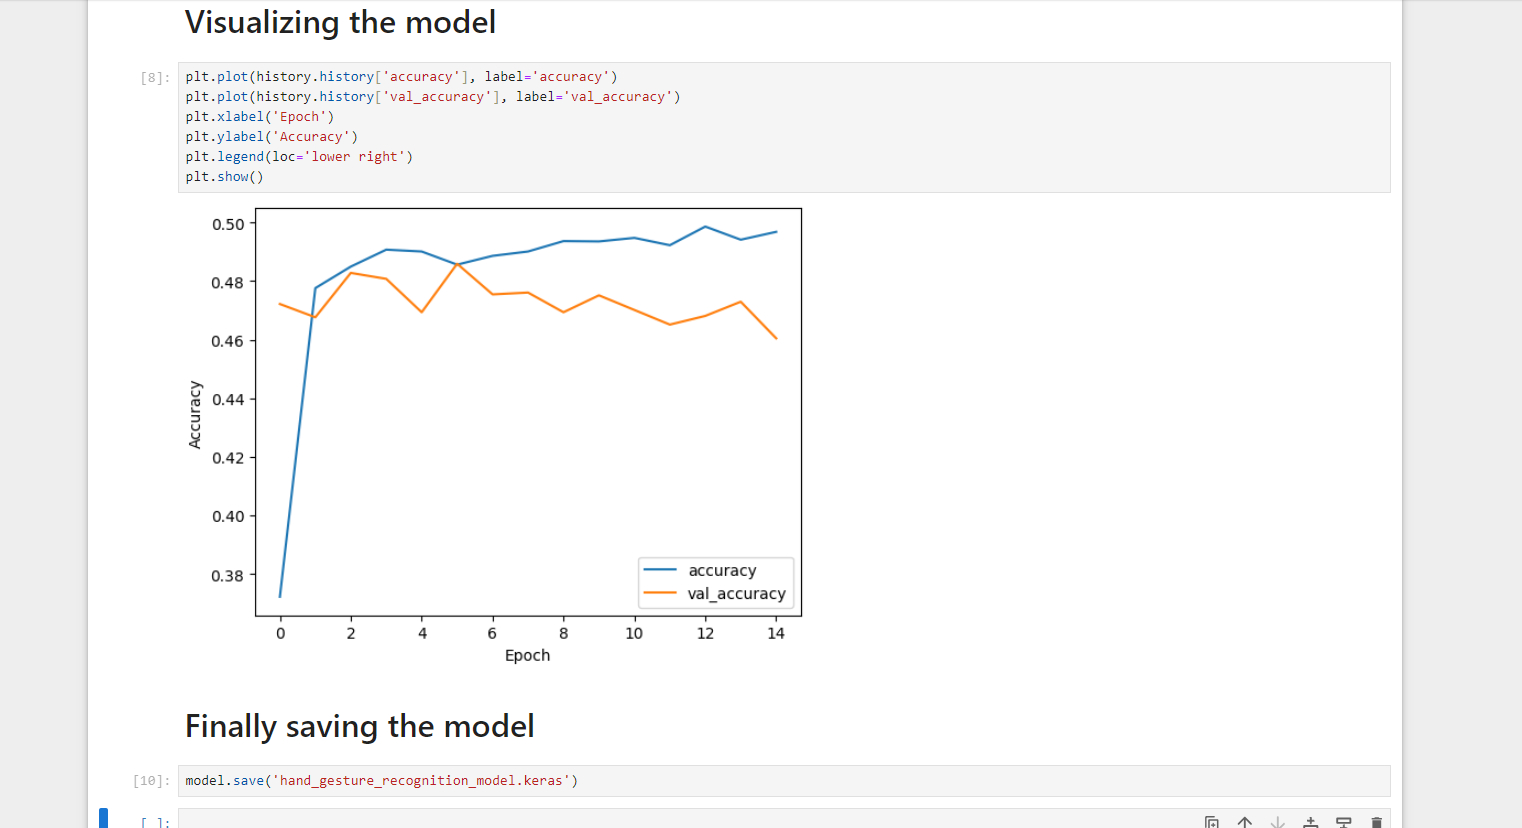 Visualizing the model
[8]:
plt.plot(history.history['accuracy'], label='accuracy')
plt.plot(history.history['val_accuracy'], label='val_accuracy')
plt.xlabel('Epoch')
plt.ylabel('Accuracy')
plt.legend(loc='lower right')
plt.show()
0.50
0.48
0.46
0.44
0.42
0.40
0.38
Accuracy
accuracy
val_accuracy
0 2 4 6 8 10 12 14
Epoch
Finally saving the model
[10]:
model.save('hand_gesture_recognition_model.keras')
[ ]: